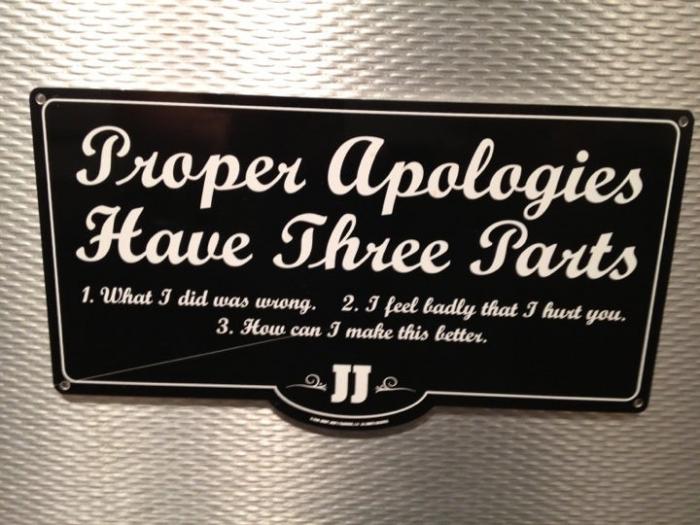 Proper Apologies
Have Three Parts
1. What I did was wrong. 2. I feel badly that I hurt you.
3. How can I make this better.
JJ